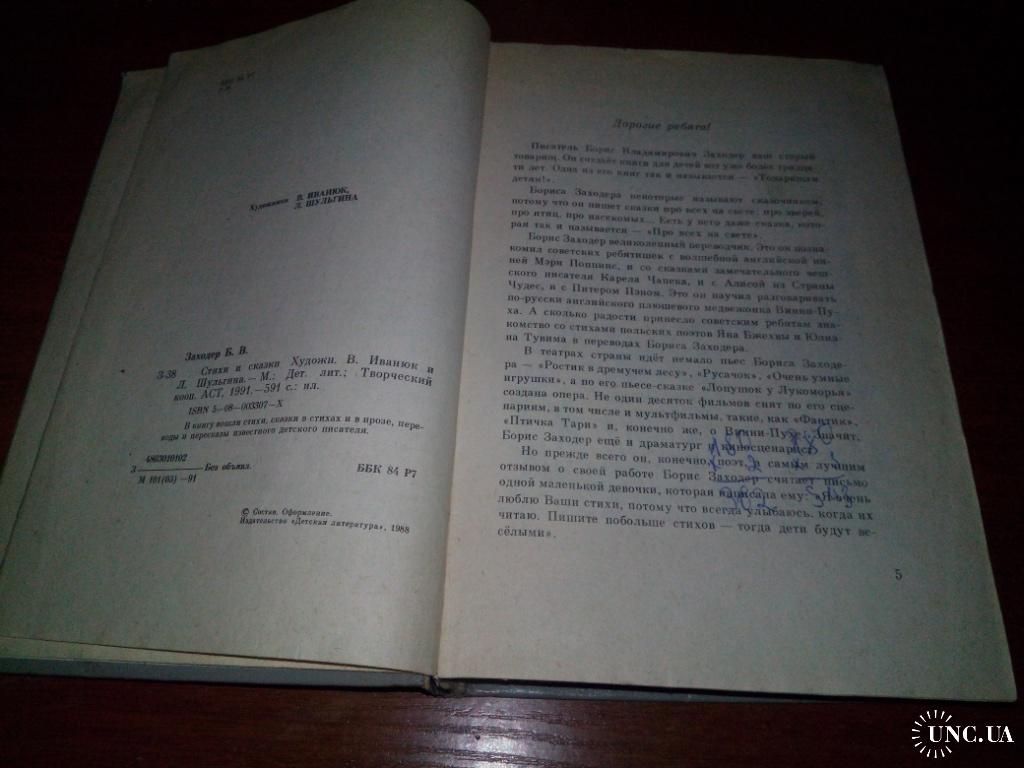 Художники В. ИВАНЮК,
Л. ШУЛЬГИНА
Заходер Б. В.
З-38 Стихи и сказки Художн. В. Иванюк и
Л. Шульгина. — М.; Дет. лит.; Творческий
кооп. АСТ, 1991. — 591 с.: ил.
ISBN 5—08—003307—X
В книгу вошли стихи, сказки в стихах и в прозе, пере-
воды и пересказы известного детского писателя.
4803010102
З Без объявл.
М 101(03) —91
ББК 84 Р7
© Состав. Оформление.
Издательство «Детская литература», 1988
Дорогие ребята!
Писатель Борис Владимирович Заходер ваш старый
товарищ. Он создаёт книги для детей вот уже более тридца-
ти лет. Одна из его книг так и называется — «Товарищам
детям!».
Бориса Заходера некоторые называют сказочником,
потому что он пишет сказки про всех на свете: про зверей,
про птиц, про насекомых... Есть у него даже сказка, кото-
рая так и называется — «Про всех на свете».
Борис Заходер великолепный переводчик. Это он позна-
комил советских ребятишек с волшебной английской ня-
ней Мэри Поппинс, и со сказками замечательного чеш-
ского писателя Карела Чапека, и с Алисой из Страны
Чудес, и с Питером Пэном. Это он научил разговаривать
по-русски английского плюшевого медвежонка Винни-Пу-
ха. А сколько радости принесло советским ребятам зна-
комство со стихами польских поэтов Яна Бжехвы и Юлиа-
на Тувима в переводах Бориса Заходера.
В театрах страны идёт немало пьес Бориса Заходе-
ра — «Ростик в дремучем лесу», «Русачок», «Очень умные
игрушки», а по его пьесе-сказке «Лопушок у Лукоморья»
создана опера. Не один десяток фильмов снят по его сце-
нариям, в том числе и мультфильмы, такие, как «Фантик»,
«Птичка Тари» и, конечно же, о Винни-Пухе. Значит,
Борис Заходер ещё и драматург и киносценарист.
Но прежде всего он, конечно, поэт, и самым лучшим
отзывом о своей работе Борис Заходер считает письмо
одной маленькой девочки, которая написала ему: «Я очень
люблю Ваши стихи, потому что всегда улыбаюсь, когда их
читаю. Пишите побольше стихов — тогда дети будут ве-
сёлыми».
5
UNC.UA